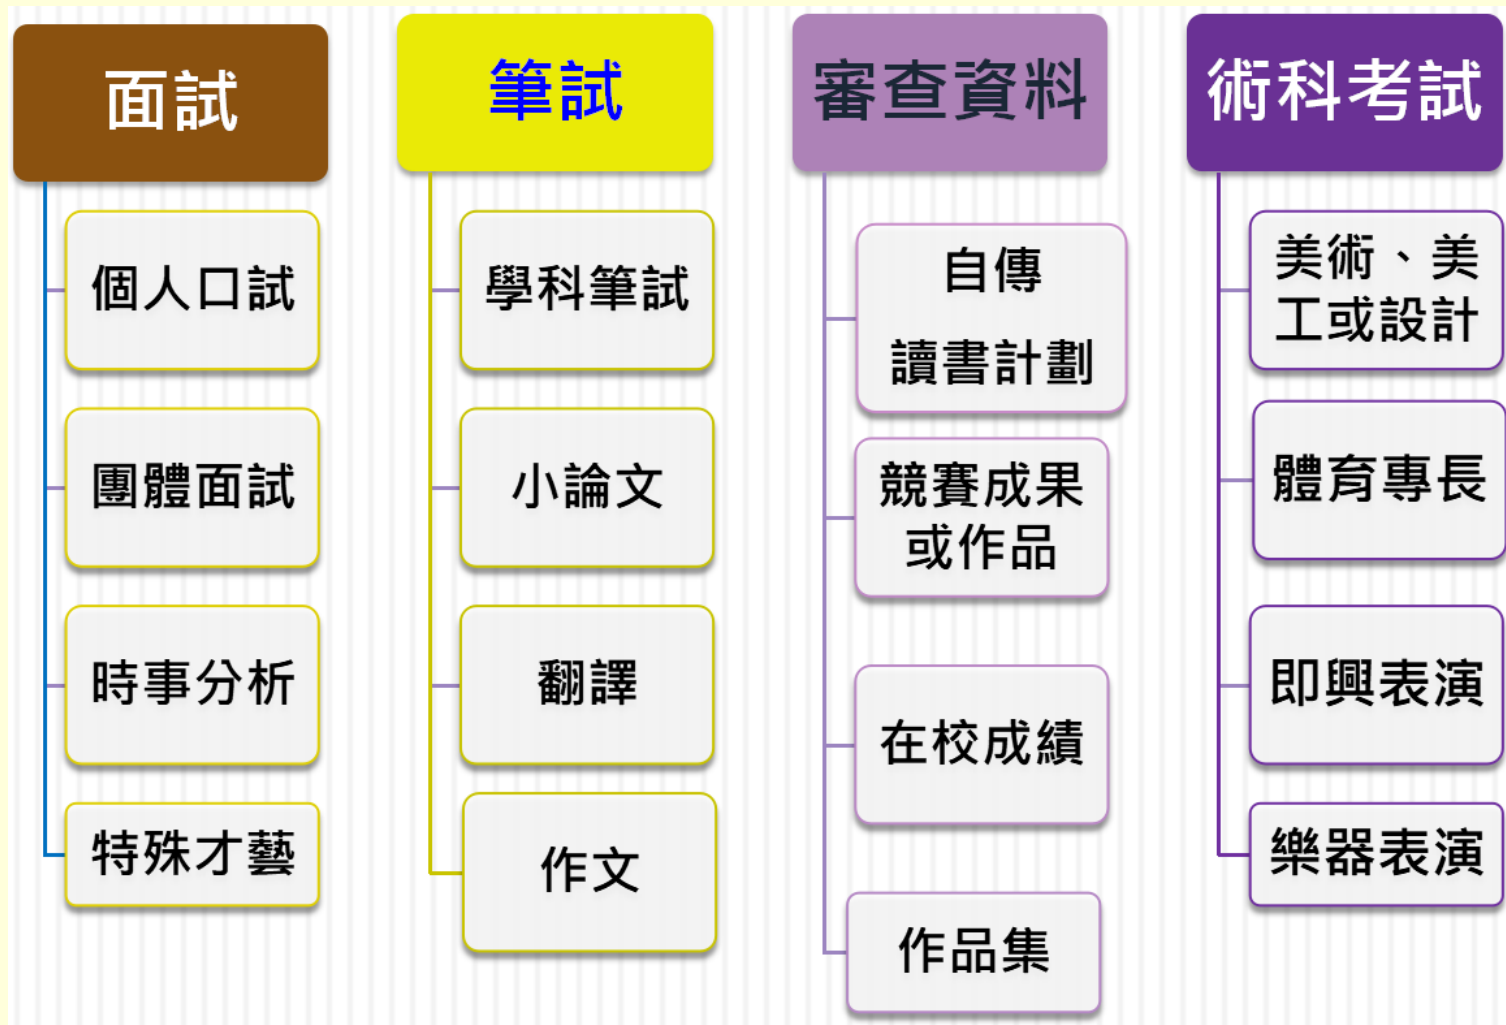 面試
個人口試
團體面試
時事分析
特殊才藝
筆試
學科筆試
小論文
翻譯
作文
審查資料
自傳
讀書計劃
競賽成果
或作品
在校成績
作品集
術科考試
美術、美
工或設計
體育專長
即興表演
樂器表演